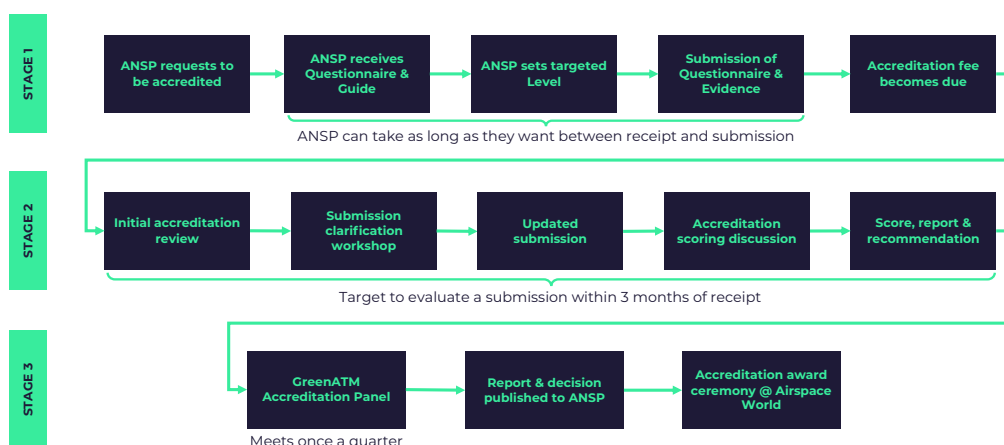 STAGE 1
ANSP requests to
be accredited
ANSP receives
Questionnaire &
Guide
ANSP sets targeted
Level
Submission of
Questionnaire &
Evidence
Accreditation fee
becomes due
ANSP can take as long as they want between receipt and submission
STAGE 2
Initial accreditation
review
Submission
clarification
workshop
Updated
submission
Accreditation
scoring discussion
Score, report &
recommendation
Target to evaluate a submission within 3 months of receipt
STAGE 3
GreenATM
Accreditation Panel
Report & decision
published to ANSP
Accreditation award
ceremony @ Airspace
World
Meets once a quarter